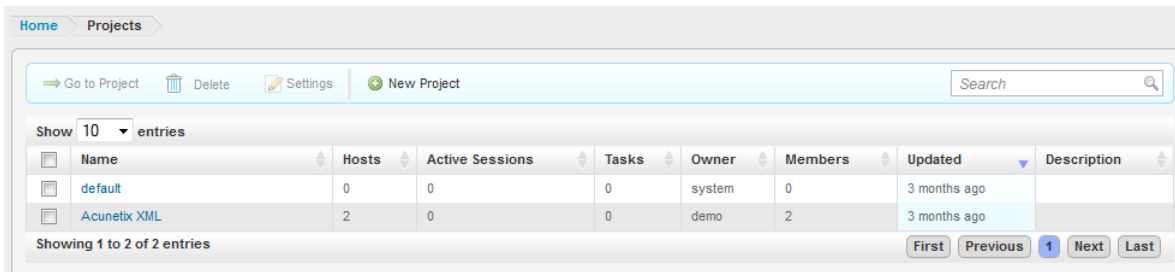 Home Projects
Go to Project Delete Settings New Project Search
Show 10 entries
Name Hosts Active Sessions Tasks Owner Members Updated Description
default 0 0 0 system 0 3 months ago
Acunetix XML 2 0 0 demo 2 3 months ago
Showing 1 to 2 of 2 entries First Previous 1 Next Last